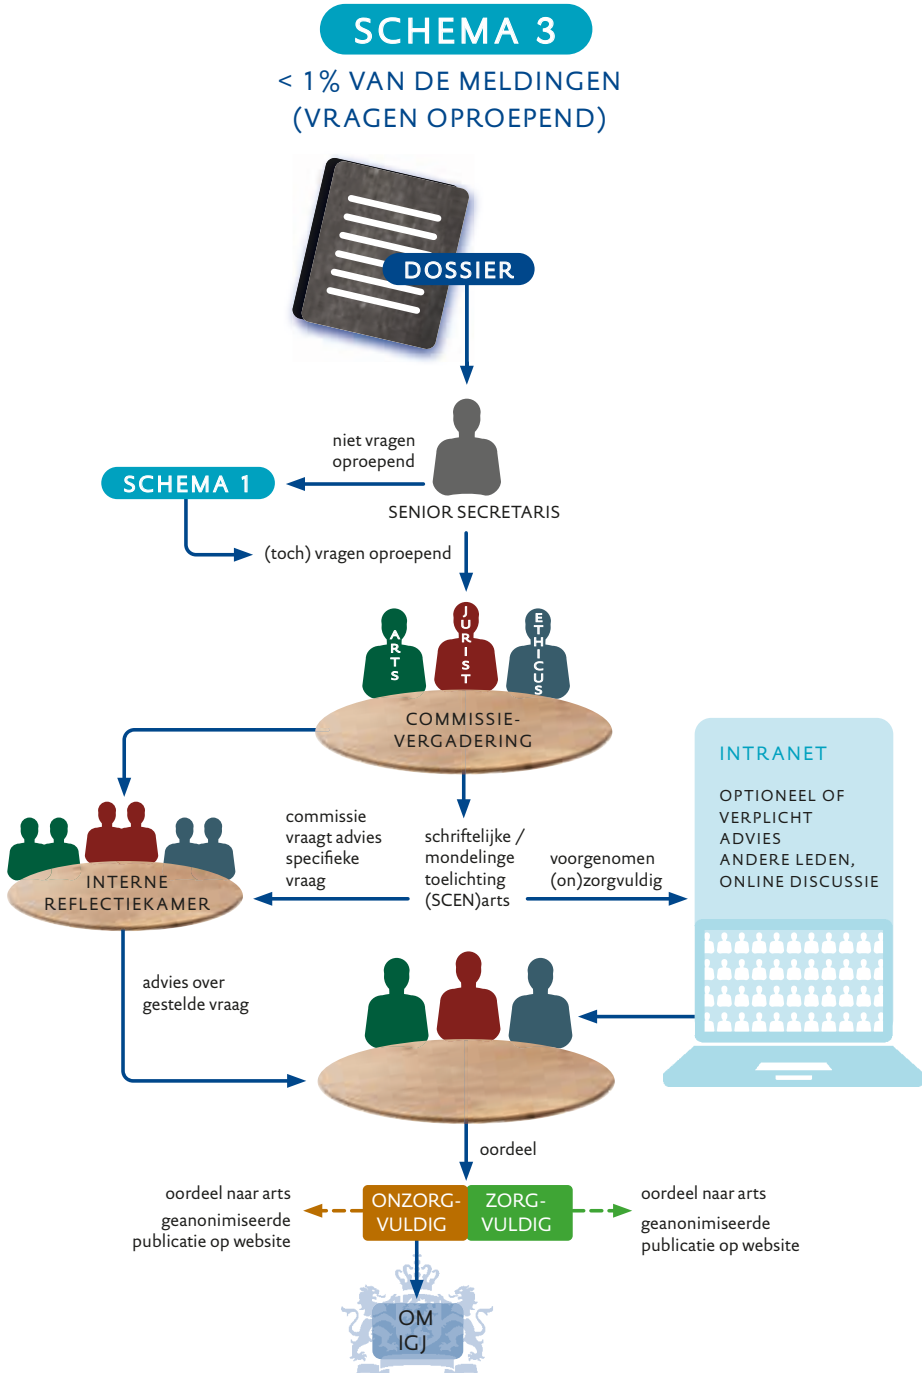 SCHEMA 3
< 1% VAN DE MELDINGEN
(VRAGEN OPROEPEND)
DOSSIER
niet vragen
oproepend
SCHEMA 1
SENIOR SECRETARIS
(toch) vragen oproepend
ARTS
JURIST
ETHICUS
COMMISSIE-
VERGADERING
INTRANET
OPTIONEEL OF
VERPLICHT
ADVIES
ANDERE LEDEN,
ONLINE DISCUSSIE
commissie
vraagt advies
specifieke
vraag
schriftelijke /
mondelinge
toelichting
(SCEN)arts
voorgenomen
(on)zorgvuldig
INTERNE
REFLECTIEKAMER
advies over
gestelde vraag
oordeel
oordeel naar arts
geanonimiseerde
publicatie op website
ONZORG-
VULDIG
ZORG-
VULDIG
oordeel naar arts
geanonimiseerde
publicatie op website
OM
IGJ